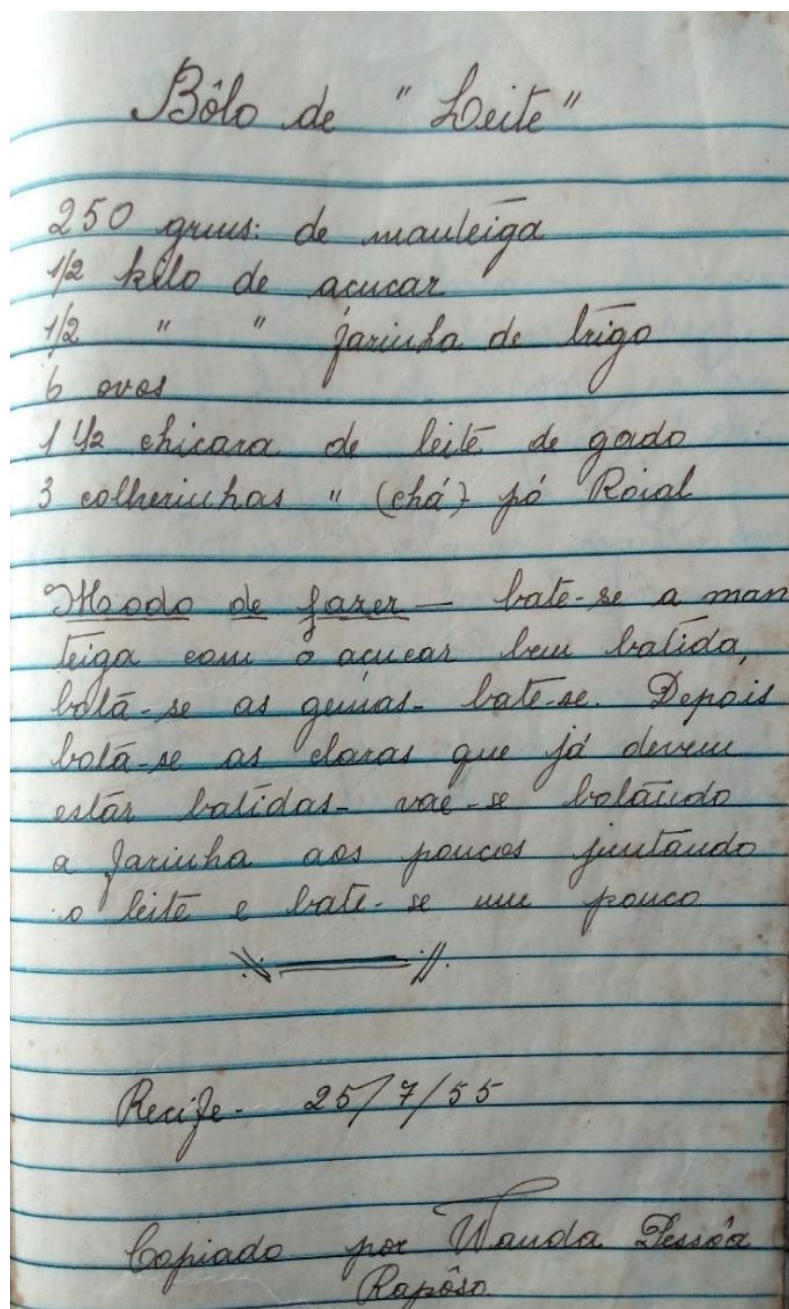 Bôlo de " Leite "
250 grms: de manteiga
1/2 kilo de acucar
1/2 " " farinha de trigo
6 ovos
1 1/2 chicara de leite de gado
3 colherinhas " (chá) pó Roial
Modo de fazer — bate-se a man
teiga com o acucar bem batida,
botá-se as gemas- bate-se. Depois
botá-se as claras que já devem
estár batidas- vae-se botando
a farinha aos poucos juntando
o leite e bate-se um pouco
Recife- 25/7/55
Copiado por Wanda Pessôa
Rapôso.